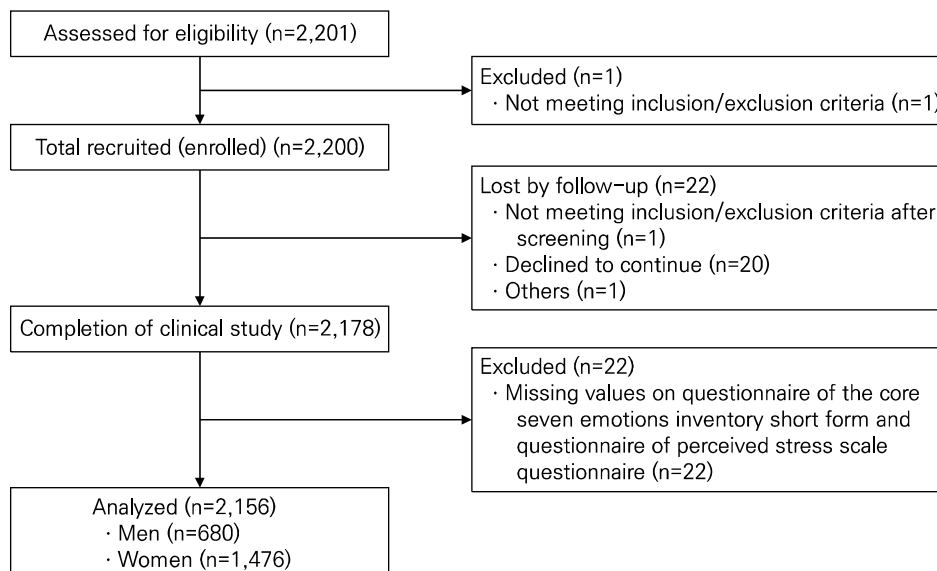 Assessed for eligibility (n=2,201)
Excluded (n=1)
· Not meeting inclusion/exclusion criteria (n=1)
Total recruited (enrolled) (n=2,200)
Lost by follow-up (n=22)
· Not meeting inclusion/exclusion criteria after
screening (n=1)
· Declined to continue (n=20)
· Others (n=1)
Completion of clinical study (n=2,178)
Excluded (n=22)
· Missing values on questionnaire of the core
seven emotions inventory short form and
questionnaire of perceived stress scale
questionnaire (n=22)
Analyzed (n=2,156)
· Men (n=680)
· Women (n=1,476)